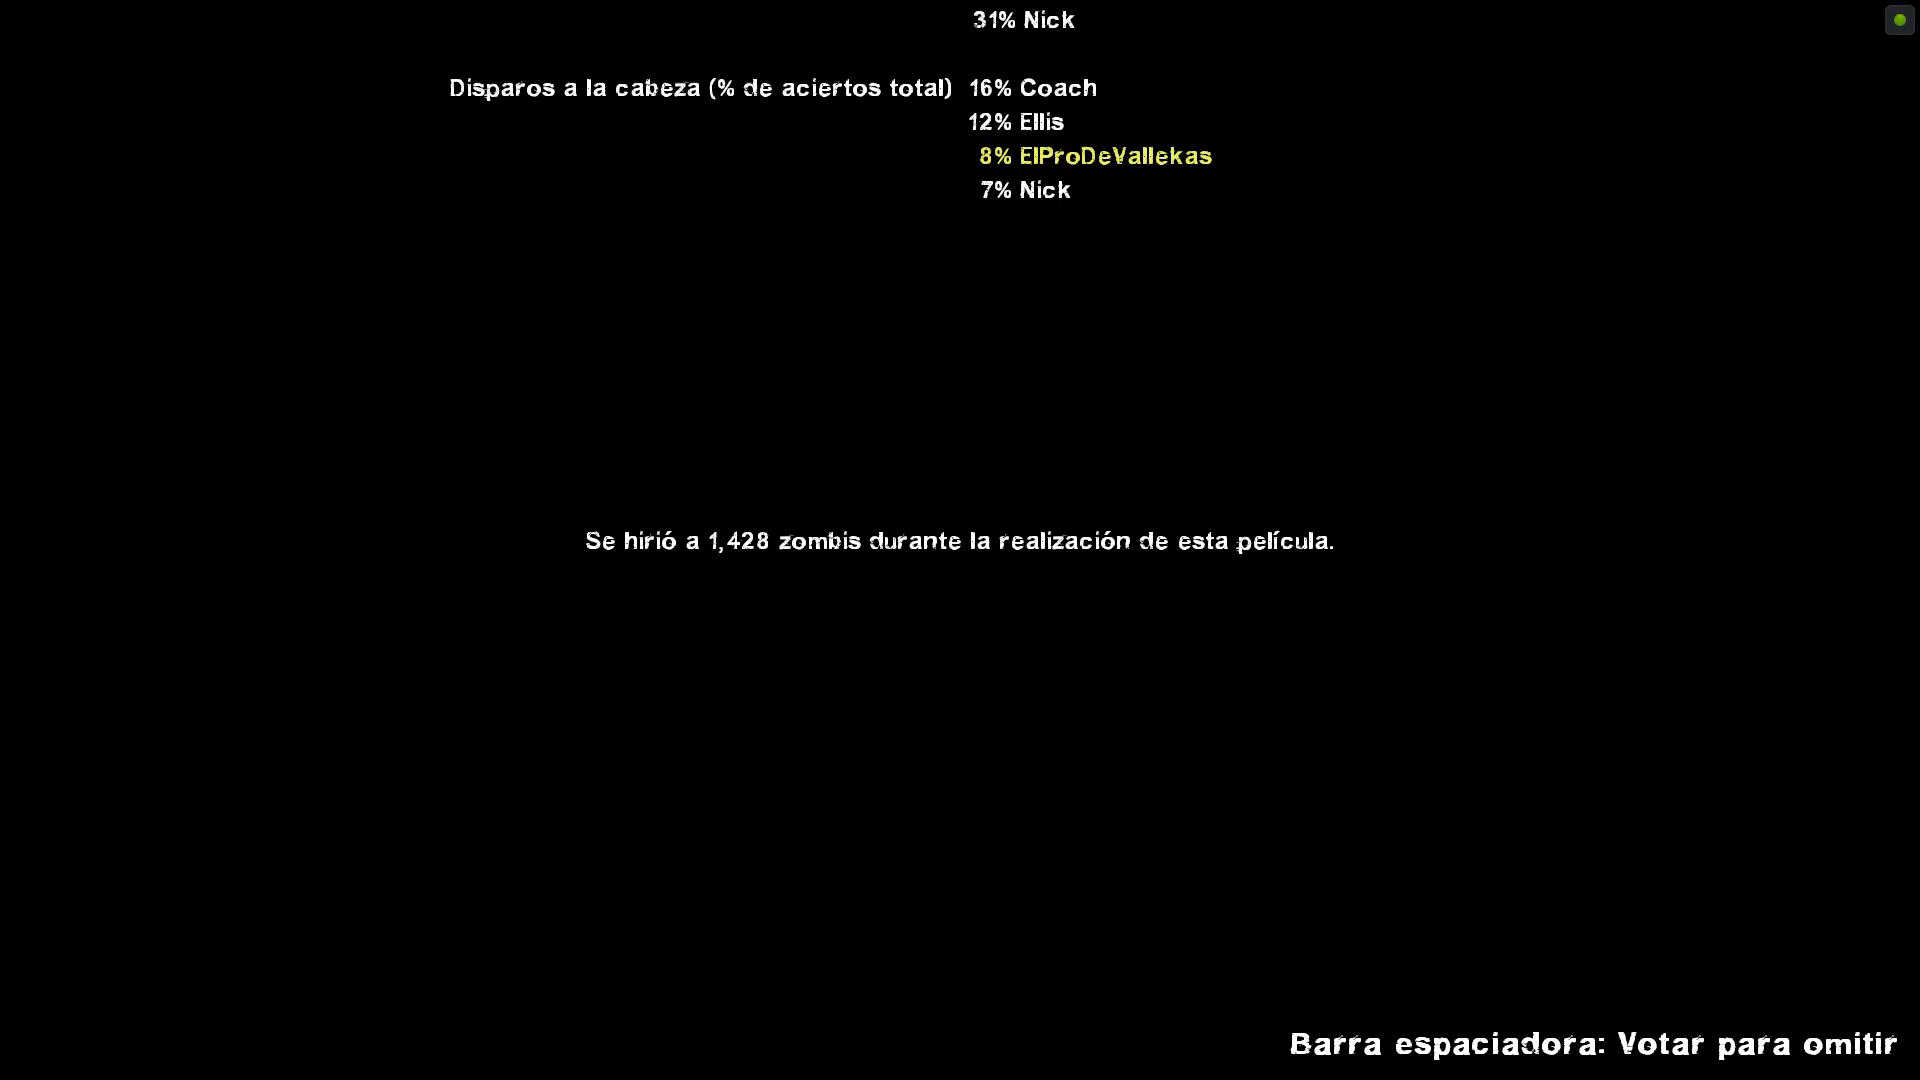 31% Nick
Disparos a la cabeza (% de aciertos total) 16% Coach
12% Ellis
8% ElProDeVallekas
7% Nick
Se hirió a 1,428 zombis durante la realización de esta película.
Barra espaciadora: Votar para omitir